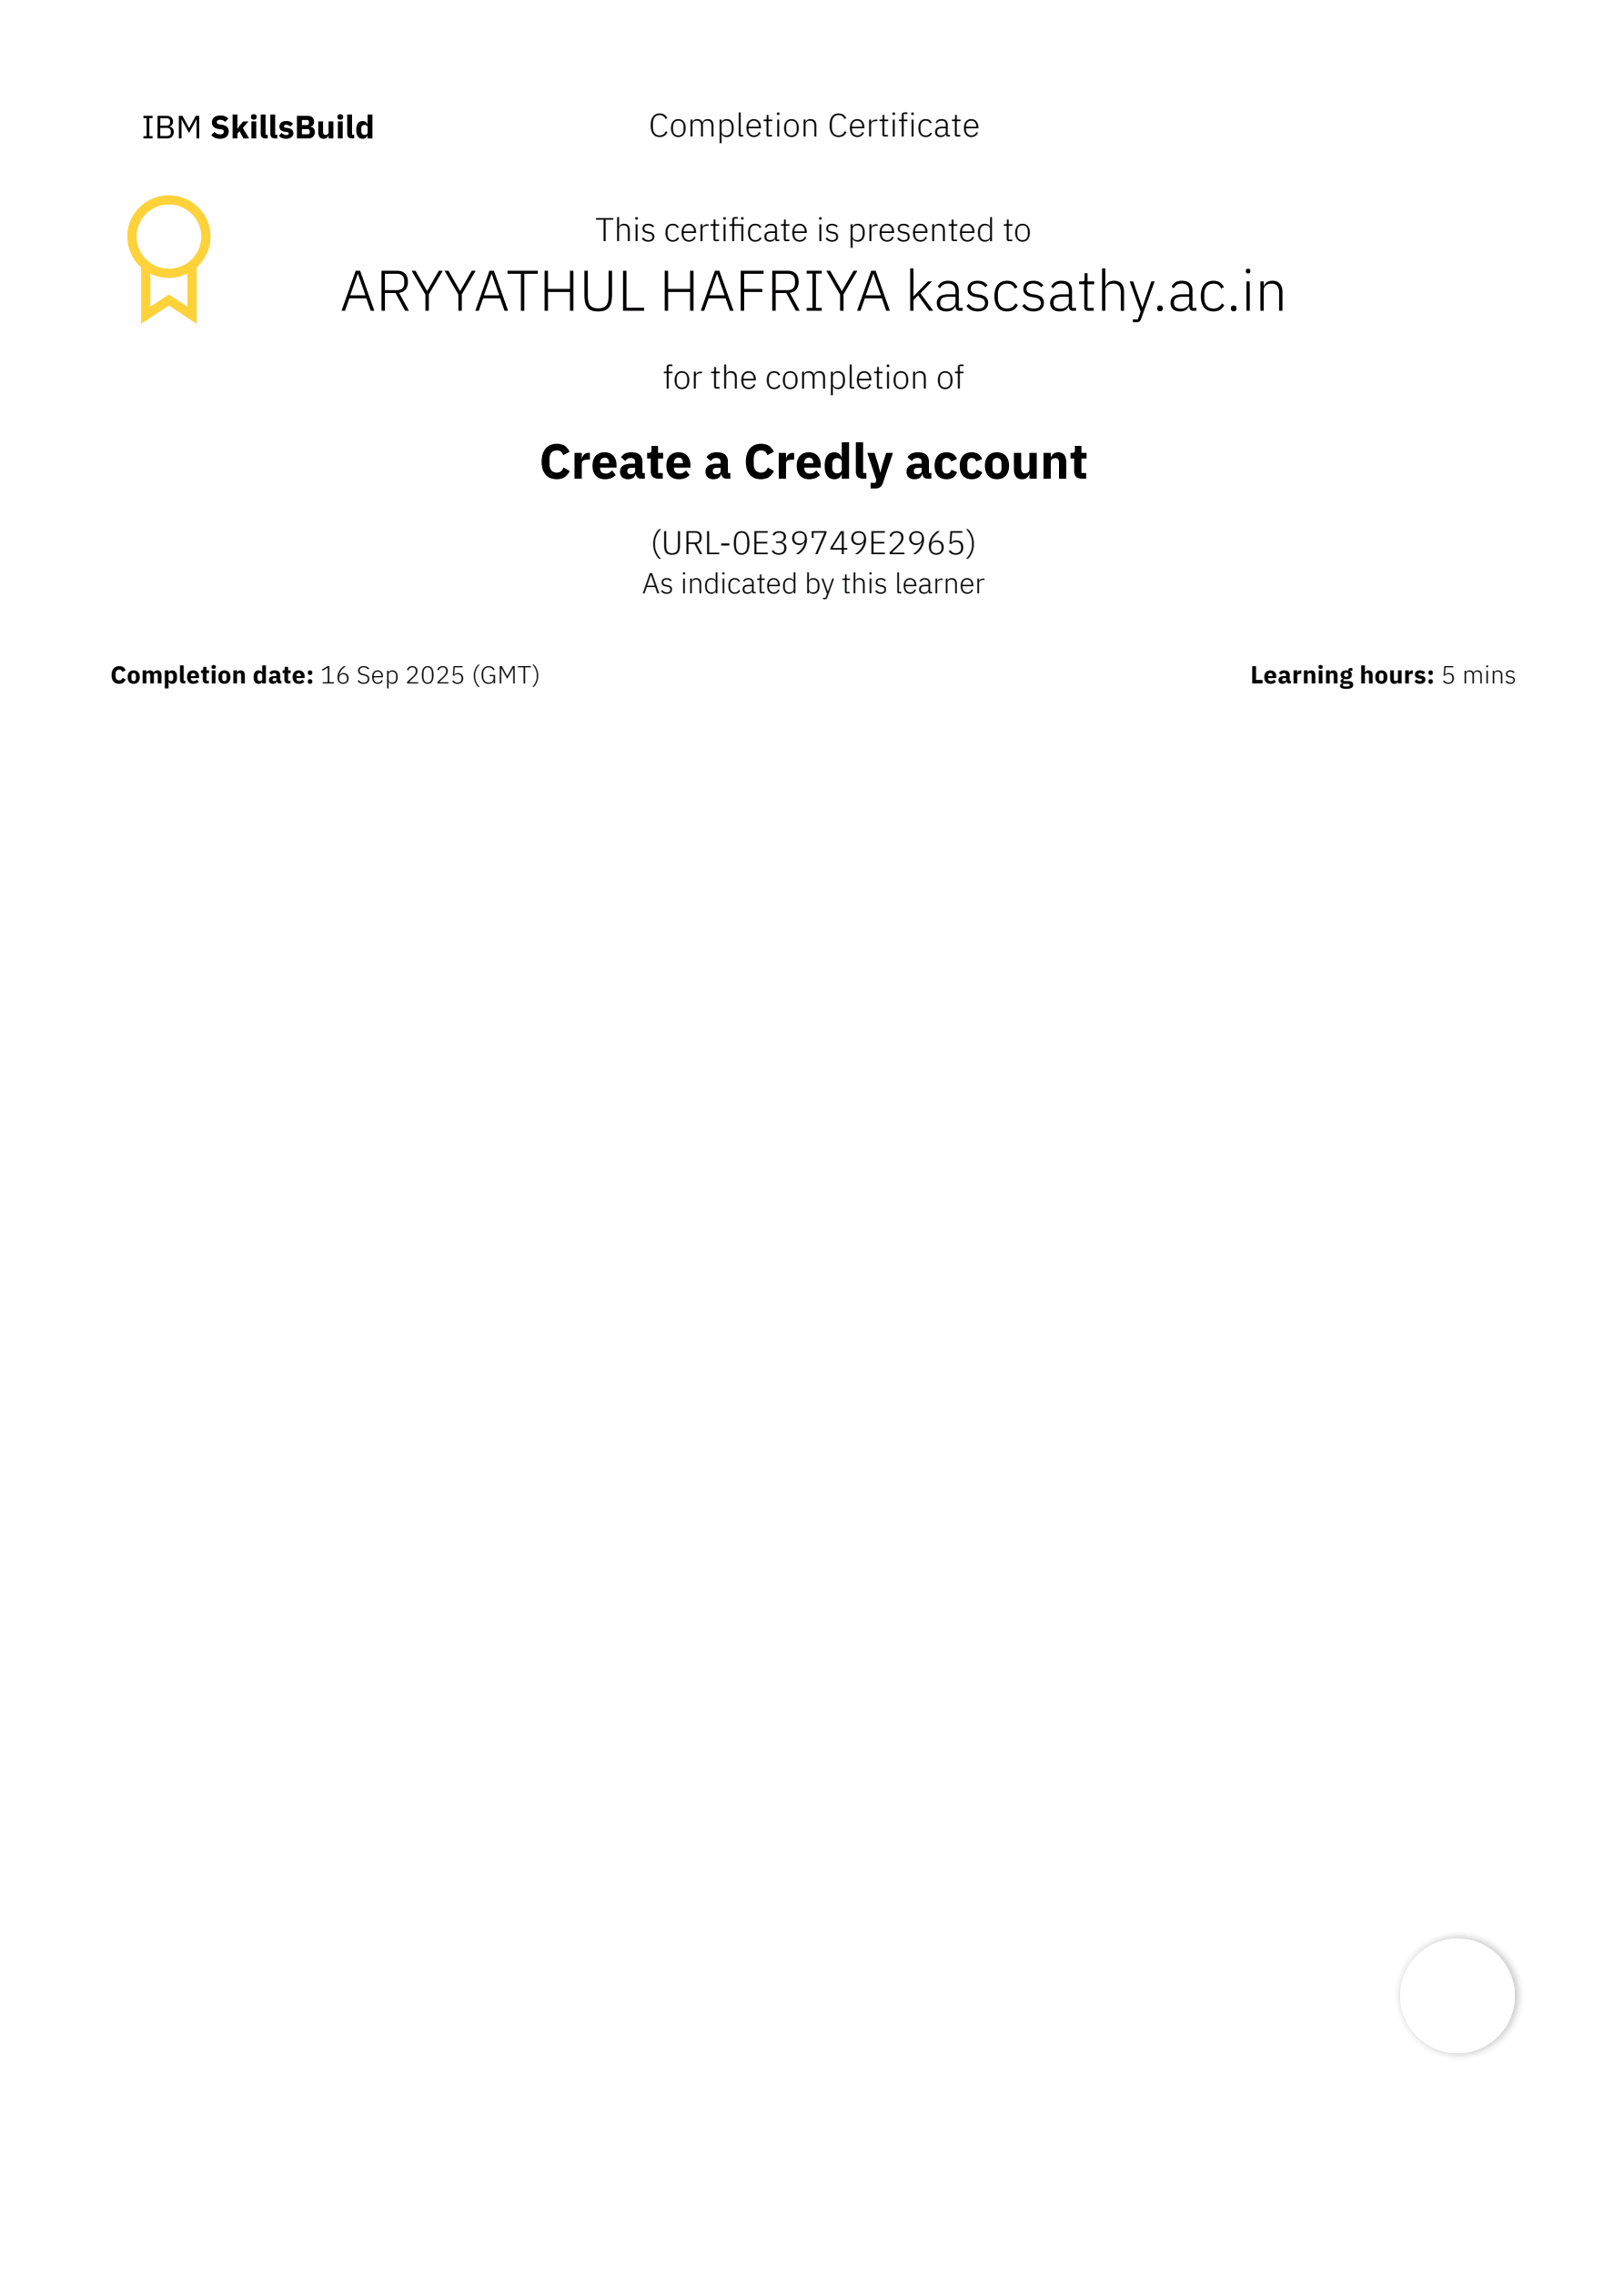 IBM SkillsBuild
Completion Certificate
This certificate is presented to
ARYYATHUL HAFRIYA kascsathy.ac.in
for the completion of
Create a Credly account
(URL-0E39749E2965)
As indicated by this learner
Completion date: 16 Sep 2025 (GMT)
Learning hours: 5 mins